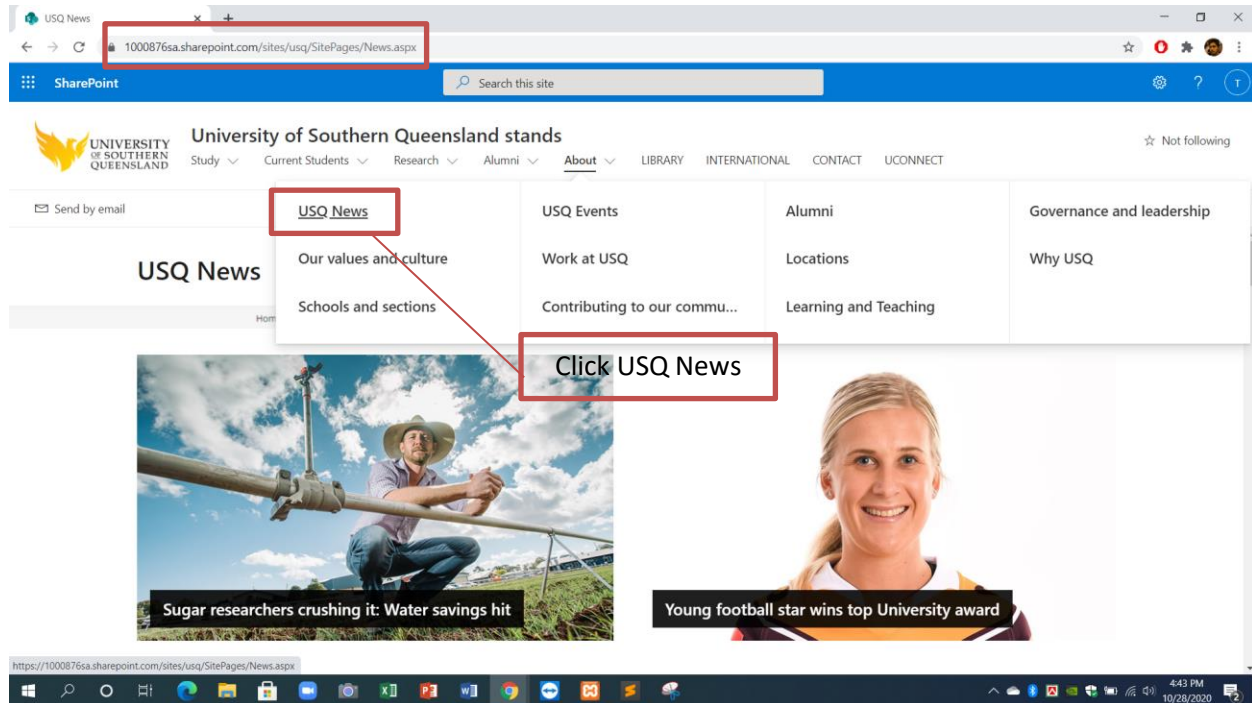 USQ News
1000876sa.sharepoint.com/sites/usq/SitePages/News.aspx
SharePoint
Search this site
T
UNIVERSITY
OF SOUTHERN
QUEENSLAND
University of Southern Queensland stands
Study
Current Students
Research
Alumni
About
LIBRARY
INTERNATIONAL
CONTACT
UCONNECT
Not following
Send by email
USQ News
USQ Events
Alumni
Governance and leadership
Our values and culture
Work at USQ
Locations
Why USQ
Schools and sections
Contributing to our commu...
Learning and Teaching
USQ News
Hom
Click USQ News
Sugar researchers crushing it: Water savings hit
Young football star wins top University award
https://1000876sa.sharepoint.com/sites/usq/SitePages/News.aspx
4:43 PM
10/28/2020
2